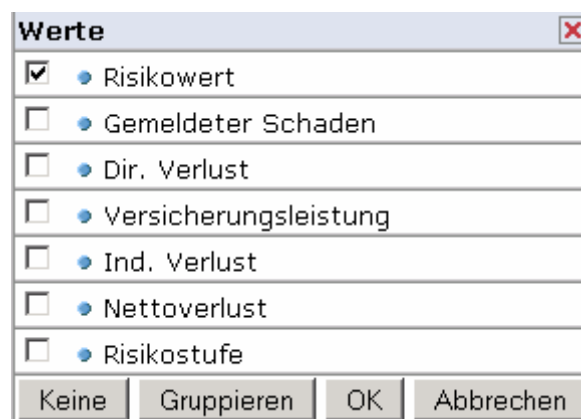 Werte
Risikowert
Gemeldeter Schaden
Dir. Verlust
Versicherungsleistung
Ind. Verlust
Nettoverlust
Risikostufe
Keine Gruppieren OK Abbrechen